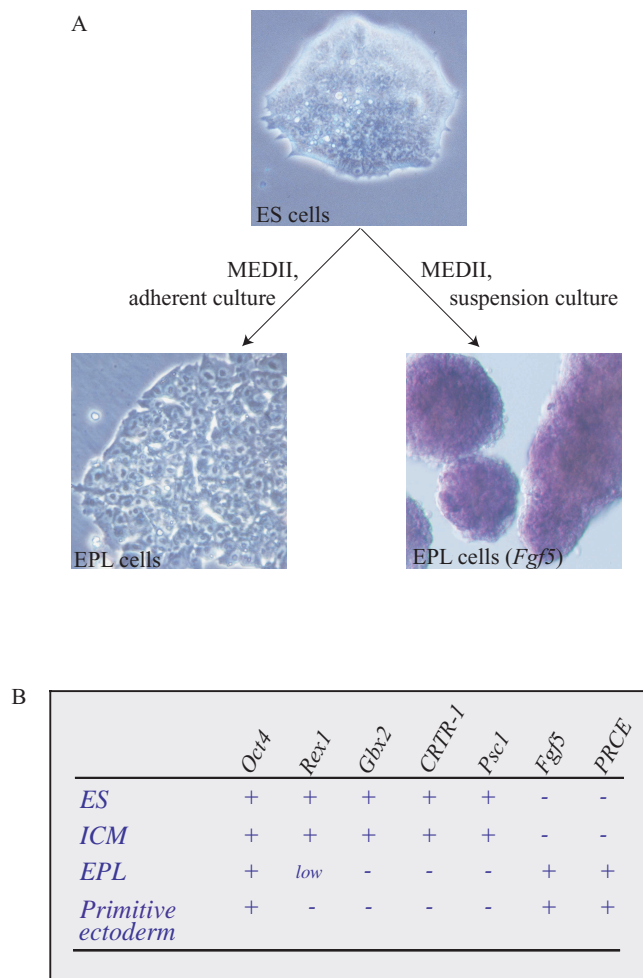 A
ES cells
MEDII,
adherent culture
MEDII,
suspension culture
EPL cells
EPL cells (Fgf5)
B
Oct4 Rex1 Gbx2 CRTR-1 Psc1 Fgf5 PRCE
ES + + + + + - -
ICM + + + + + - -
EPL + low - - - + +
Primitive
ectoderm + - - - - + +